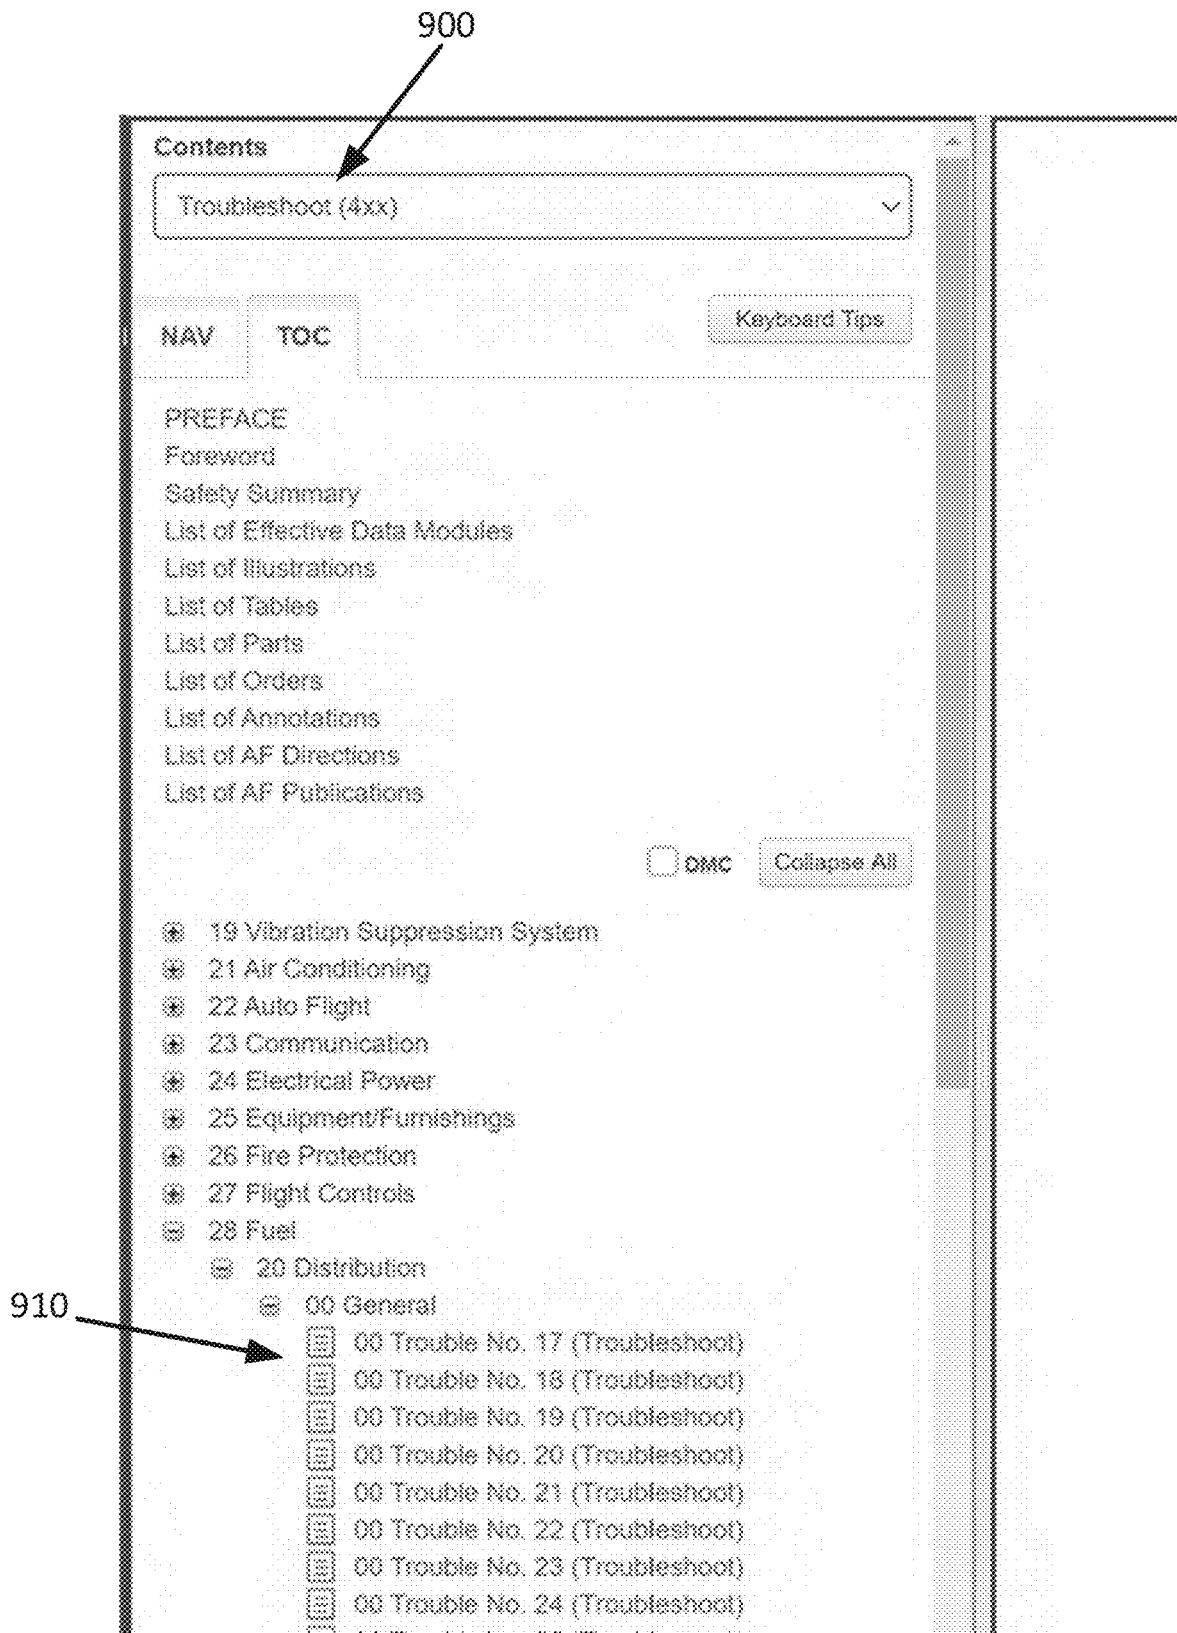 900
Contents
Troubleshoot (4xx)
NAV TOC Keyboard Tips
PREFACE
Foreword
Safety Summary
List of Effective Data Modules
List of Illustrations
List of Tables
List of Parts
List of Orders
List of Annotations
List of AF Directions
List of AF Publications
DMC Collapse All
19 Vibration Suppression System
21 Air Conditioning
22 Auto Flight
23 Communication
24 Electrical Power
25 Equipment/Furnishings
26 Fire Protection
27 Flight Controls
28 Fuel
20 Distribution
910
00 General
00 Trouble No. 17 (Troubleshoot)
00 Trouble No. 18 (Troubleshoot)
00 Trouble No. 19 (Troubleshoot)
00 Trouble No. 20 (Troubleshoot)
00 Trouble No. 21 (Troubleshoot)
00 Trouble No. 22 (Troubleshoot)
00 Trouble No. 23 (Troubleshoot)
00 Trouble No. 24 (Troubleshoot)